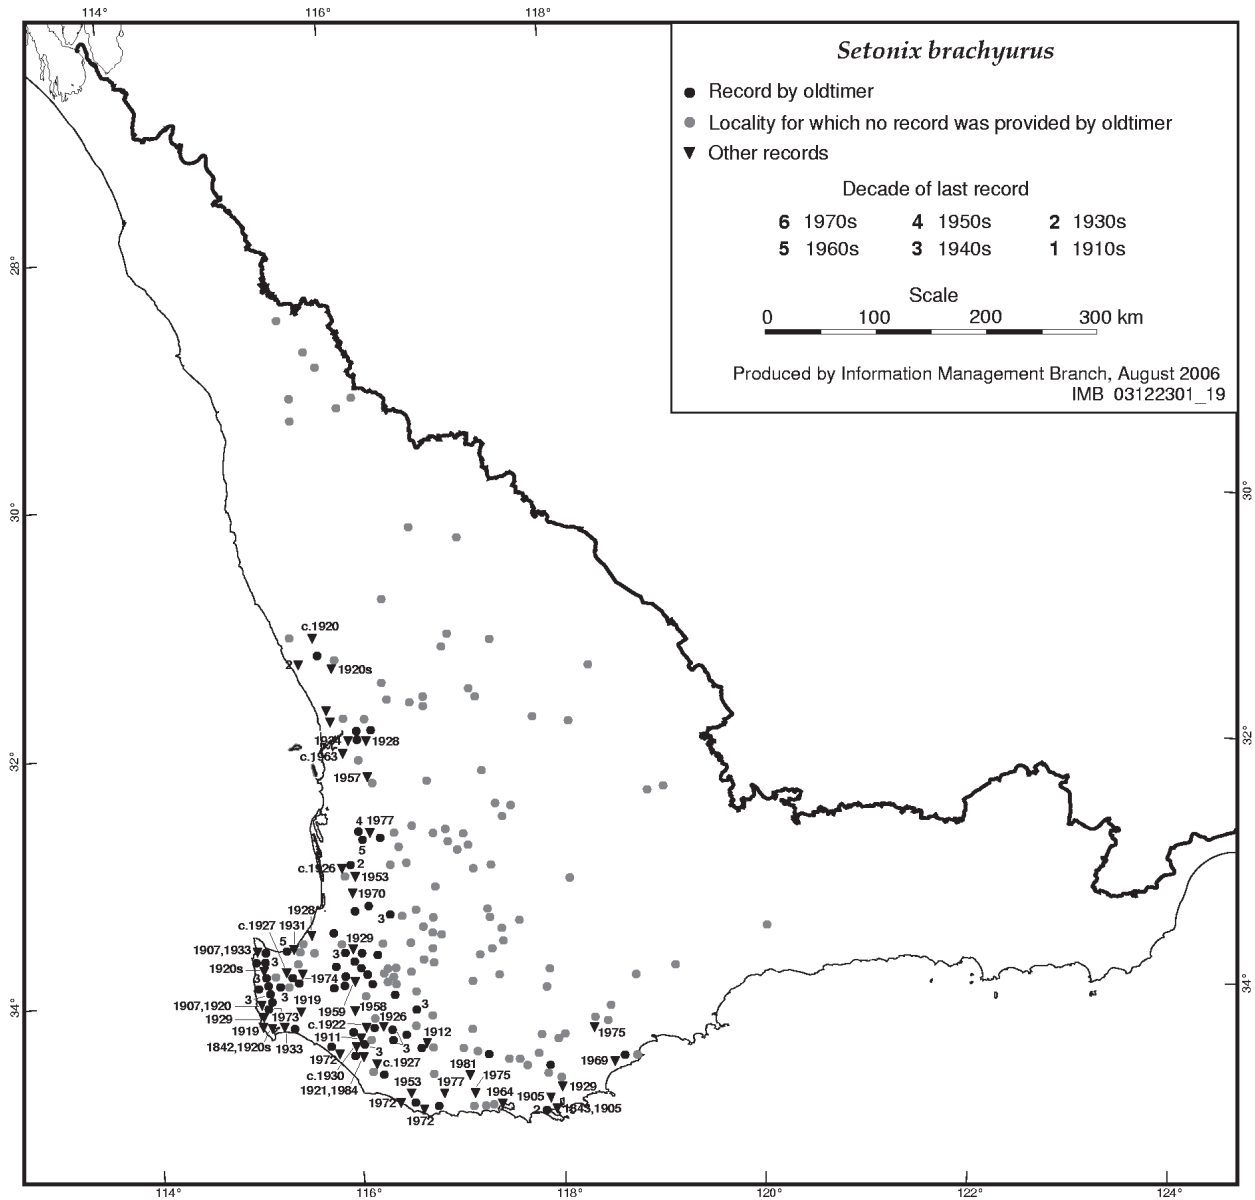 114° 116° 118°
Setonix brachyurus
Record by oldtimer
Locality for which no record was provided by oldtimer
Other records
Decade of last record
6 1970s 4 1950s 2 1930s
5 1960s 3 1940s 1 1910s
Scale
0 100 200 300 km
Produced by Information Management Branch, August 2006
IMB 03122301_19
28°
30° 30°
c.1920
2 1920s
1934 1928
c.1963
32° 32°
1957
4 1977
5
2
c.1926 1953
1970
1928 3
c.1927 1931
5 1929
1907,1933 3 3
1920s
3 1974
3 3 1919
1907,1920 1959 1958 3
1929 1973 c.1922 1926
34° 34°
1919 1911 3 1912 1975
1842,1920s 1933 3
1972 c.1927 1981 1969
c.1930
1921,1984 1953 1977 1975 1929
1972 1964 1905
2 1843,1905
1972
114° 116° 118° 120° 122° 124°